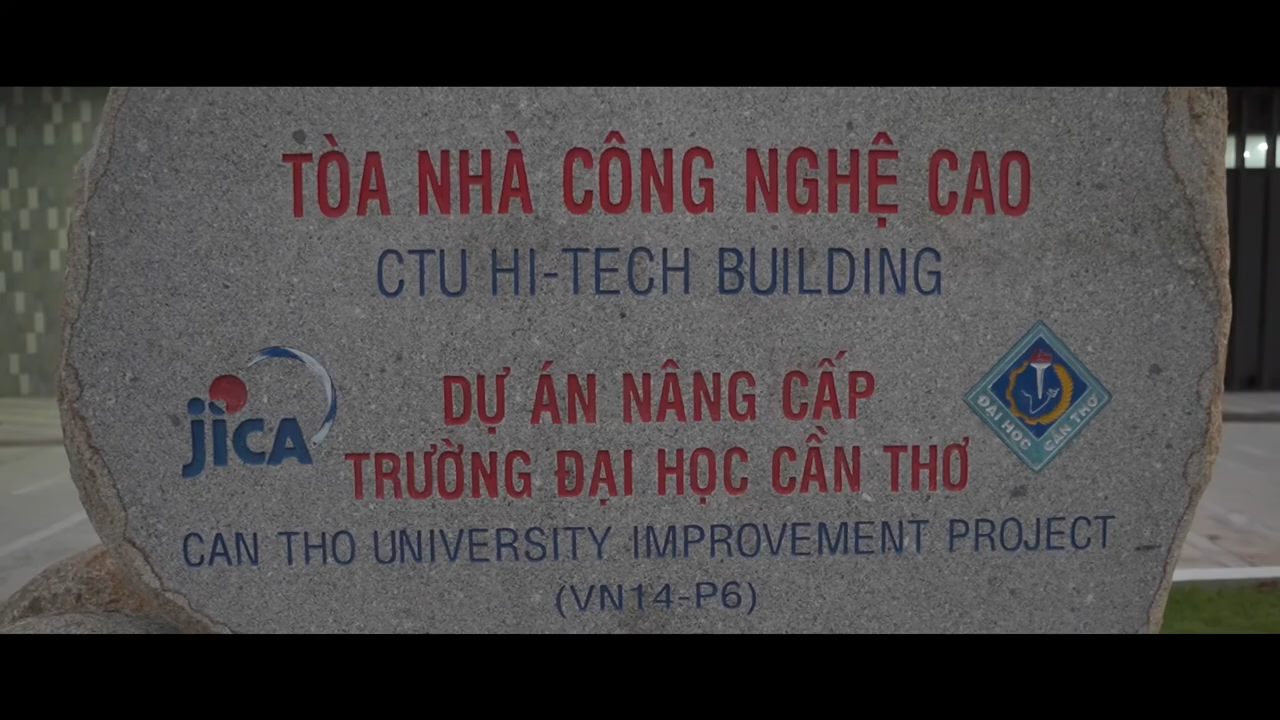 TÒA NHÀ CÔNG NGHỆ CAO
CTU HI-TECH BUILDING
jica
DỰ ÁN NÂNG CẤP
TRƯỜNG ĐẠI HỌC CẦN THƠ
ĐẠI HỌC CẦN THƠ
CAN THO UNIVERSITY IMPROVEMENT PROJECT
(VN14-P6)